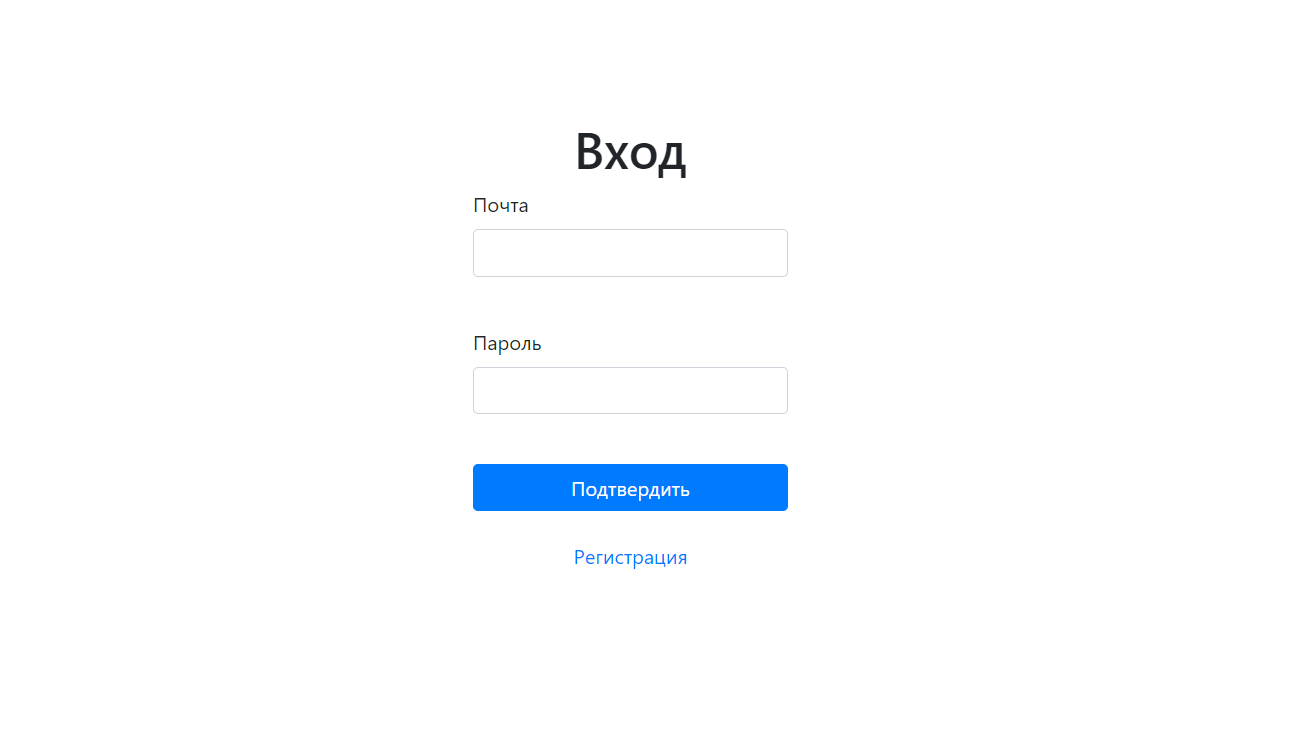 Вход
Почта
Пароль
Подтвердить
Регистрация